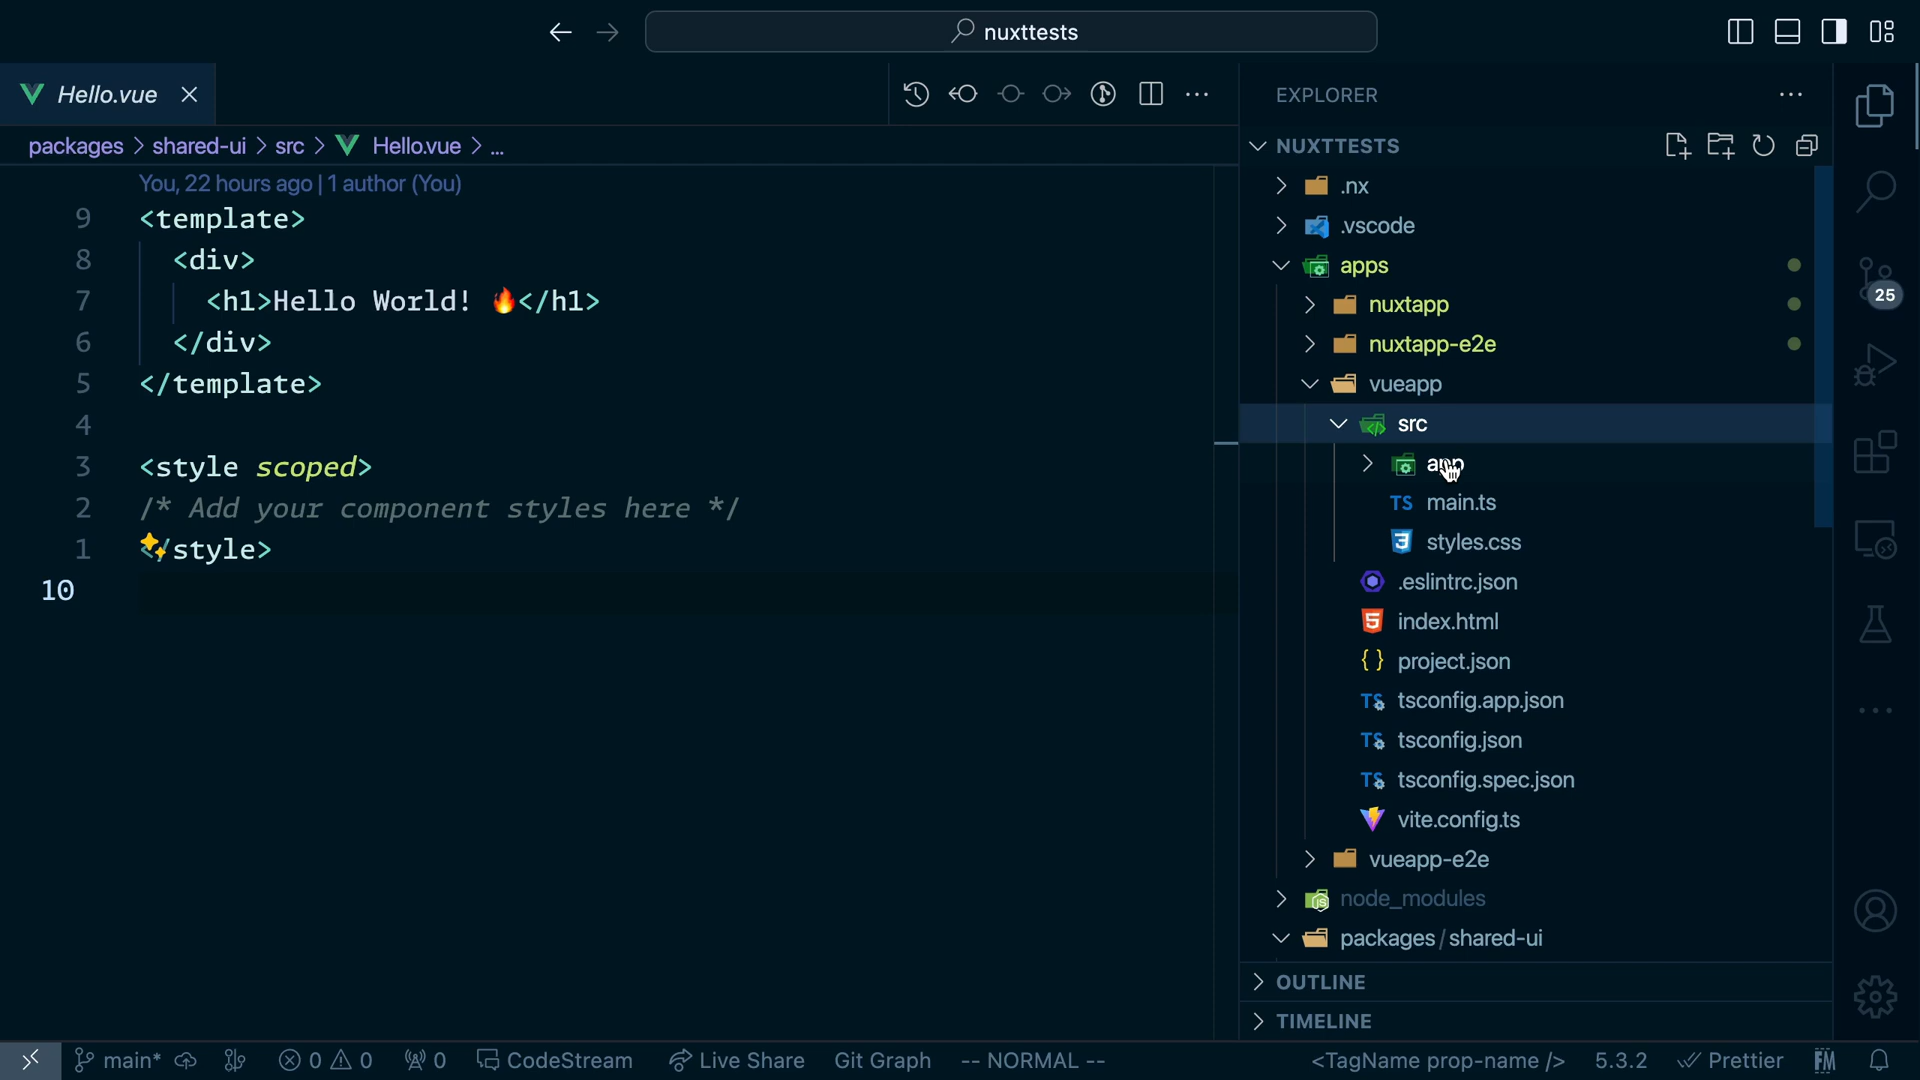 nuxttests
Hello.vue
packages > shared-ui > src > Hello.vue > ...
You, 22 hours ago | 1 author (You)
9 <template>
8 <div>
7 <h1>Hello World! 🔥</h1>
6 </div>
5 </template>
4
3 <style scoped>
2 /* Add your component styles here */
1 </style>
10
EXPLORER
NUXTTESTS
.nx
.vscode
apps
nuxtapp
nuxtapp-e2e
vueapp
src
app
TS main.ts
styles.css
.eslintrc.json
index.html
{ } project.json
TS tsconfig.app.json
TS tsconfig.json
TS tsconfig.spec.json
vite.config.ts
vueapp-e2e
node_modules
packages / shared-ui
OUTLINE
TIMELINE
25
main* 0 0 0 CodeStream Live Share Git Graph -- NORMAL -- <TagName prop-name /> 5.3.2 Prettier FM